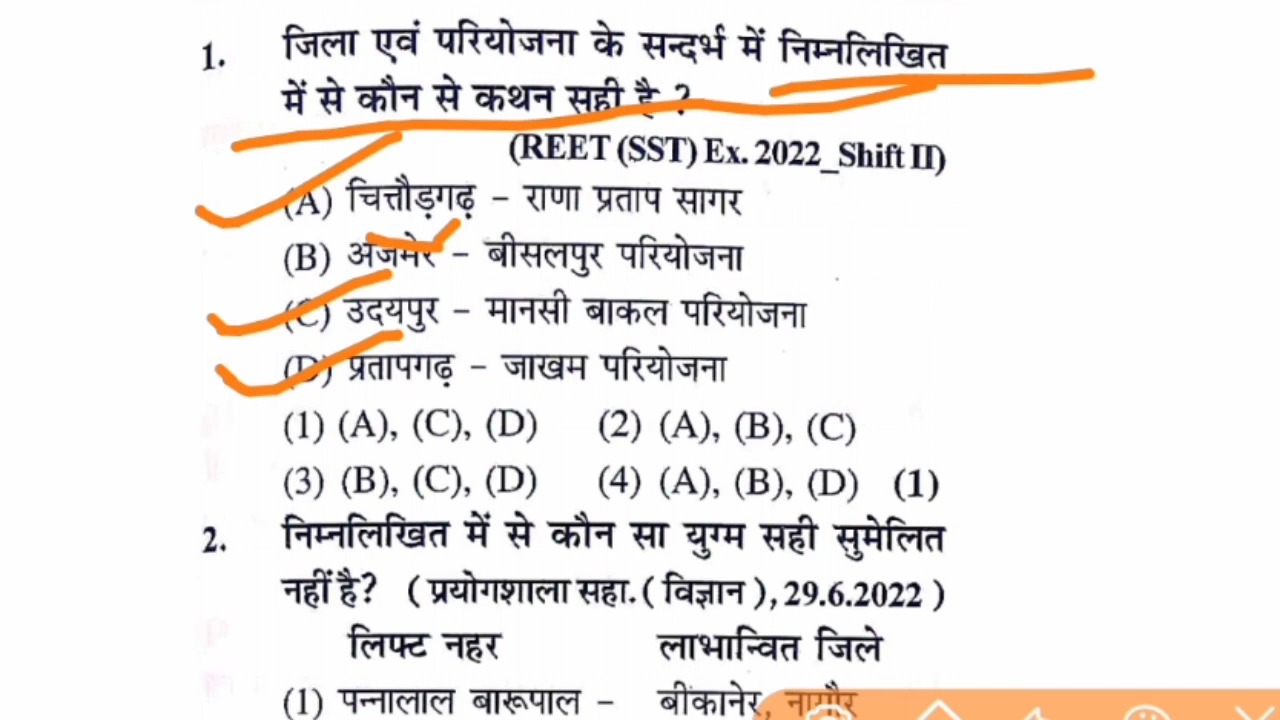 1. जिला एवं परियोजना के सन्दर्भ में निम्नलिखित
में से कौन से कथन सही है ?
(REET (SST) Ex. 2022_Shift II)
(A) चित्तौड़गढ़ – राणा प्रताप सागर
(B) अजमेर – बीसलपुर परियोजना
(C) उदयपुर – मानसी बाकल परियोजना
(D) प्रतापगढ़ – जाखम परियोजना
(1) (A), (C), (D) (2) (A), (B), (C)
(3) (B), (C), (D) (4) (A), (B), (D) (1)
2. निम्नलिखित में से कौन सा युग्म सही सुमेलित
नहीं है? ( प्रयोगशाला सहा. ( विज्ञान ), 29.6.2022 )
लिफ्ट नहर लाभान्वित जिले
(1) पन्नालाल बारूपाल – बीकानेर, नागौर